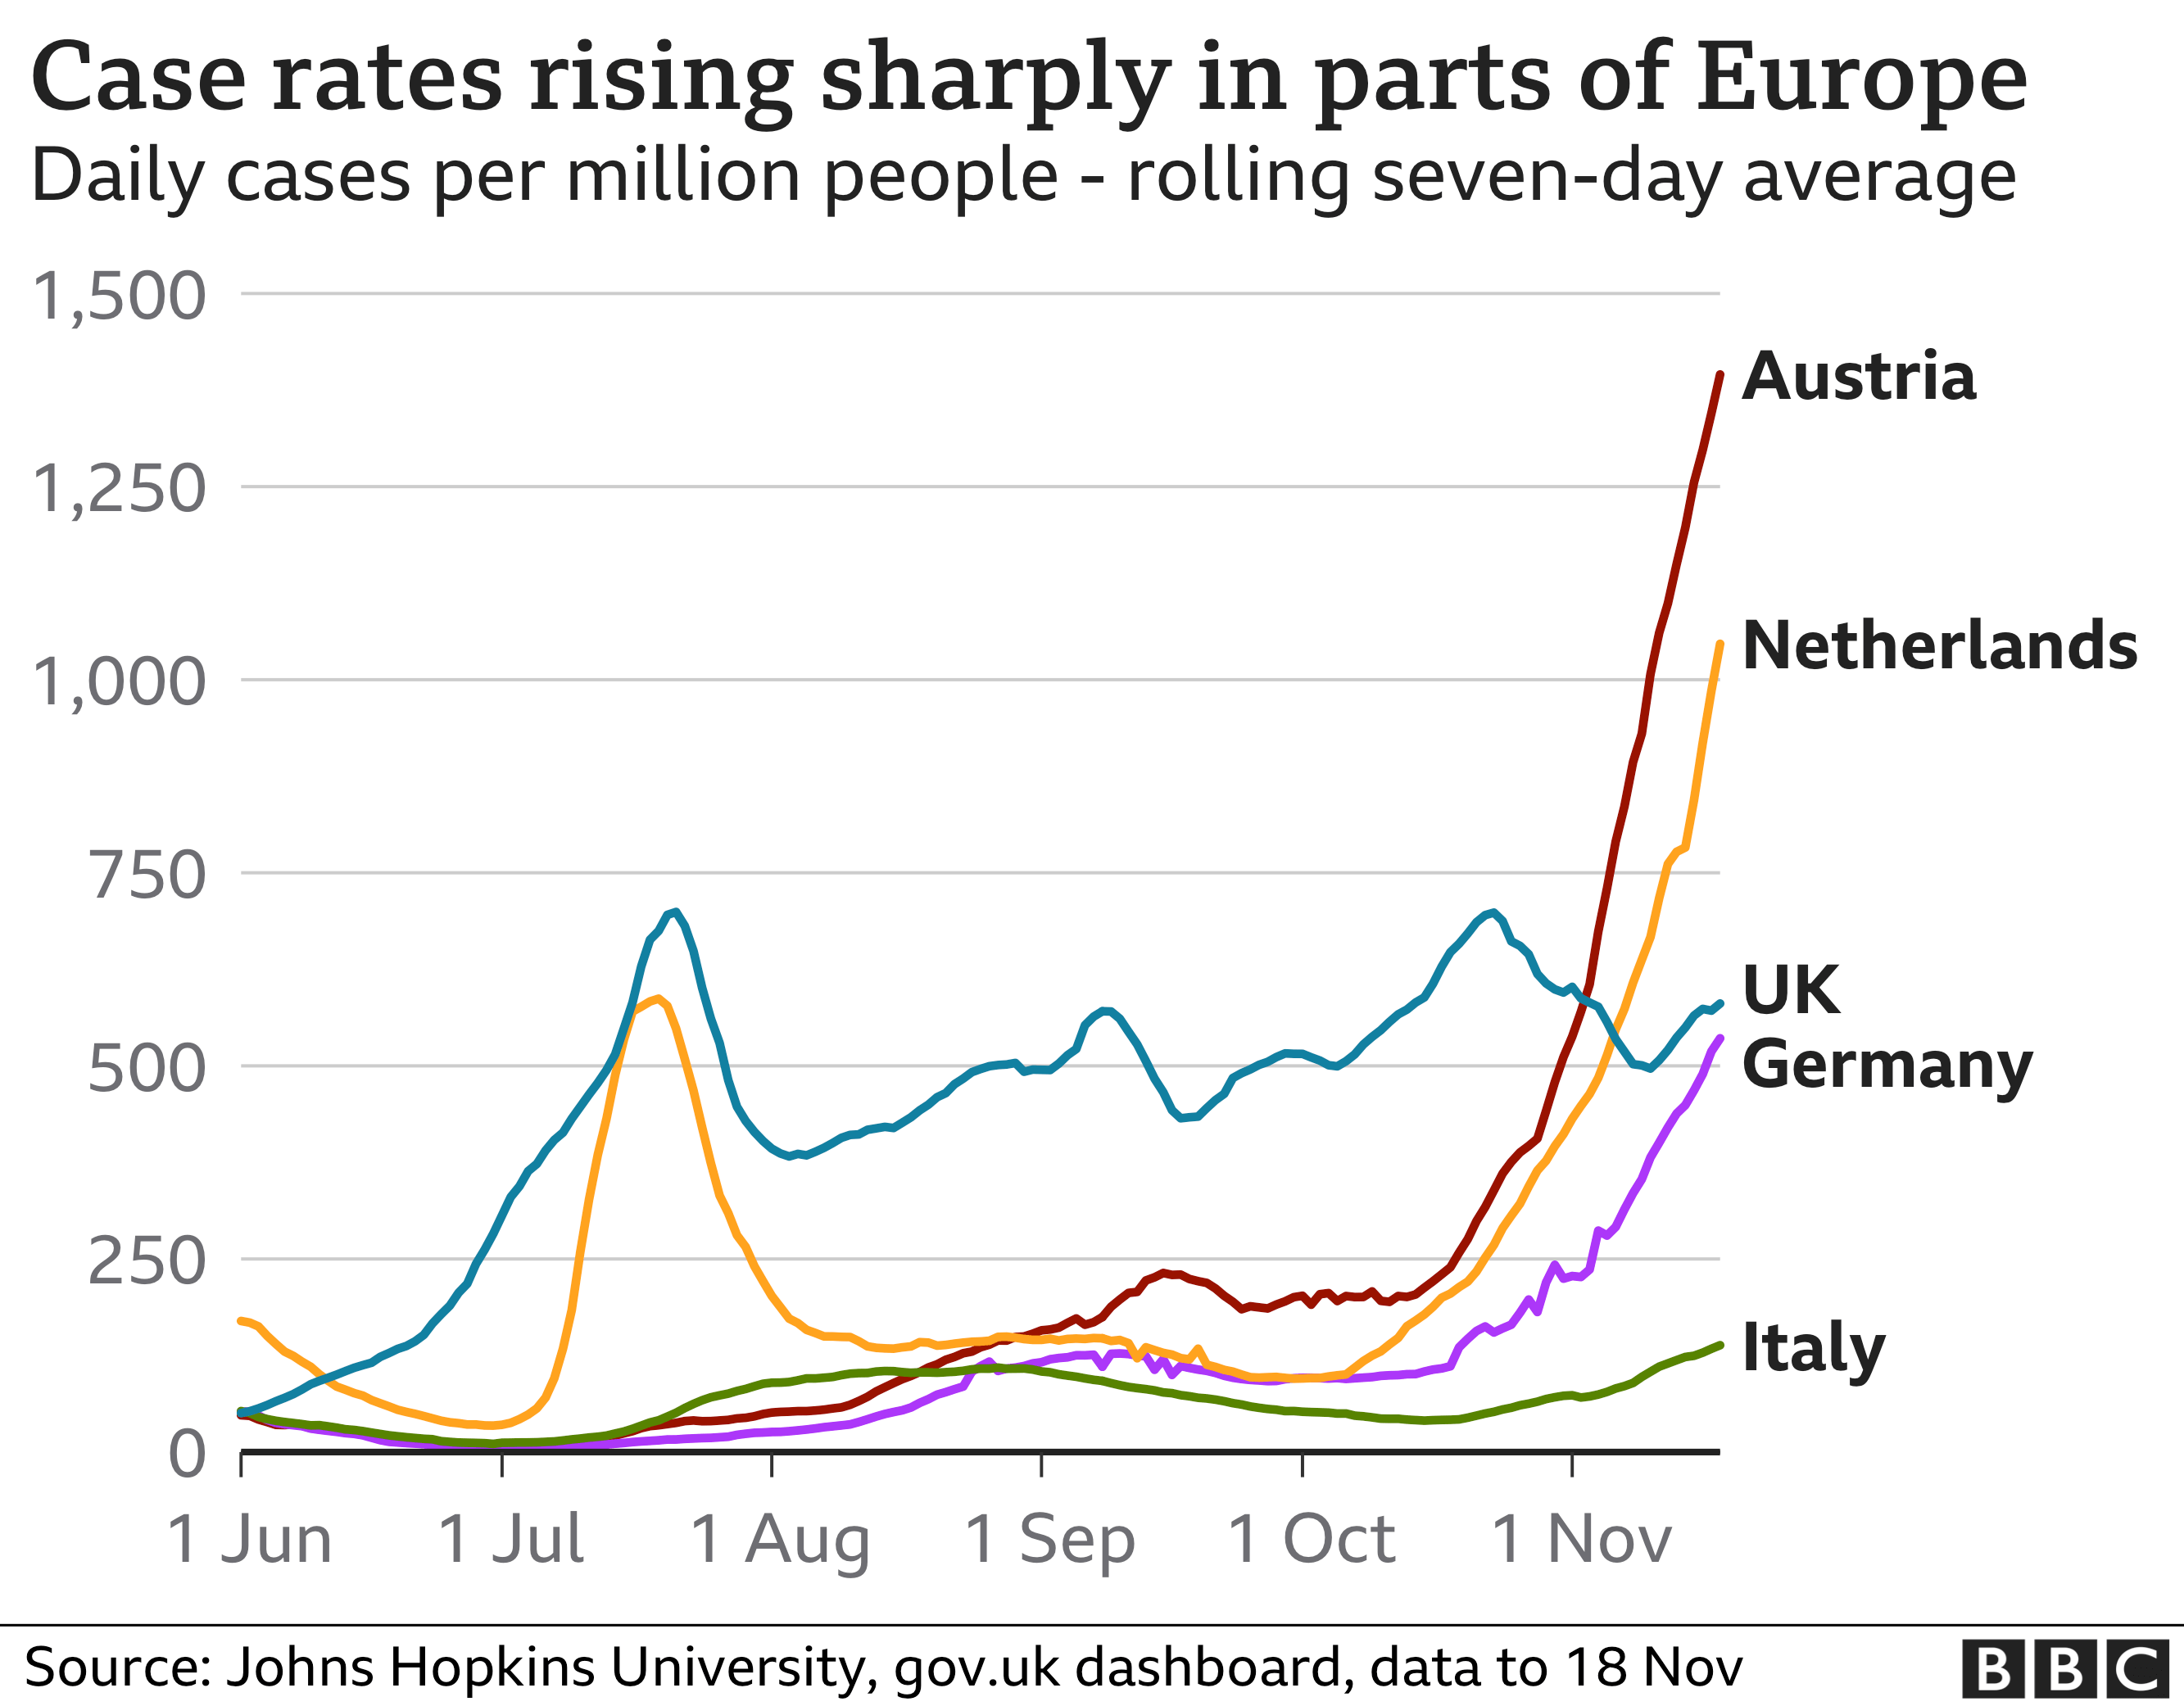 Case rates rising sharply in parts of Europe
Daily cases per million people - rolling seven-day average
1,500
1,250
1,000
750
500
250
0
Austria
Netherlands
UK
Germany
Italy
1 Jun 1 Jul 1 Aug 1 Sep 1 Oct 1 Nov
Source: Johns Hopkins University, gov.uk dashboard, data to 18 Nov
BBC